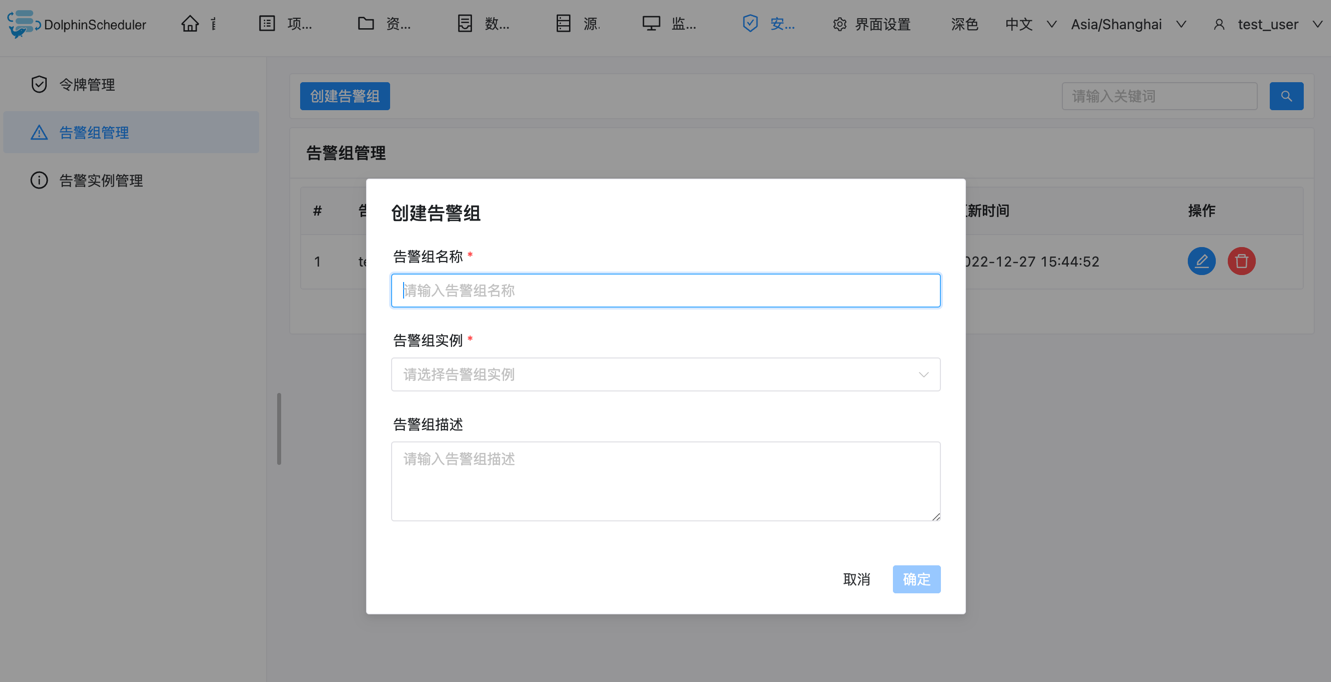 DolphinScheduler
项...
资...
数...
源.
监...
安...
界面设置
深色
中文
Asia/Shanghai
test_user
令牌管理
告警组管理
告警实例管理
创建告警组
请输入关键词
告警组管理
#
新时间
操作
1
022-12-27 15:44:52
创建告警组
告警组名称 *
请输入告警组名称
告警组实例 *
请选择告警组实例
告警组描述
请输入告警组描述
取消
确定